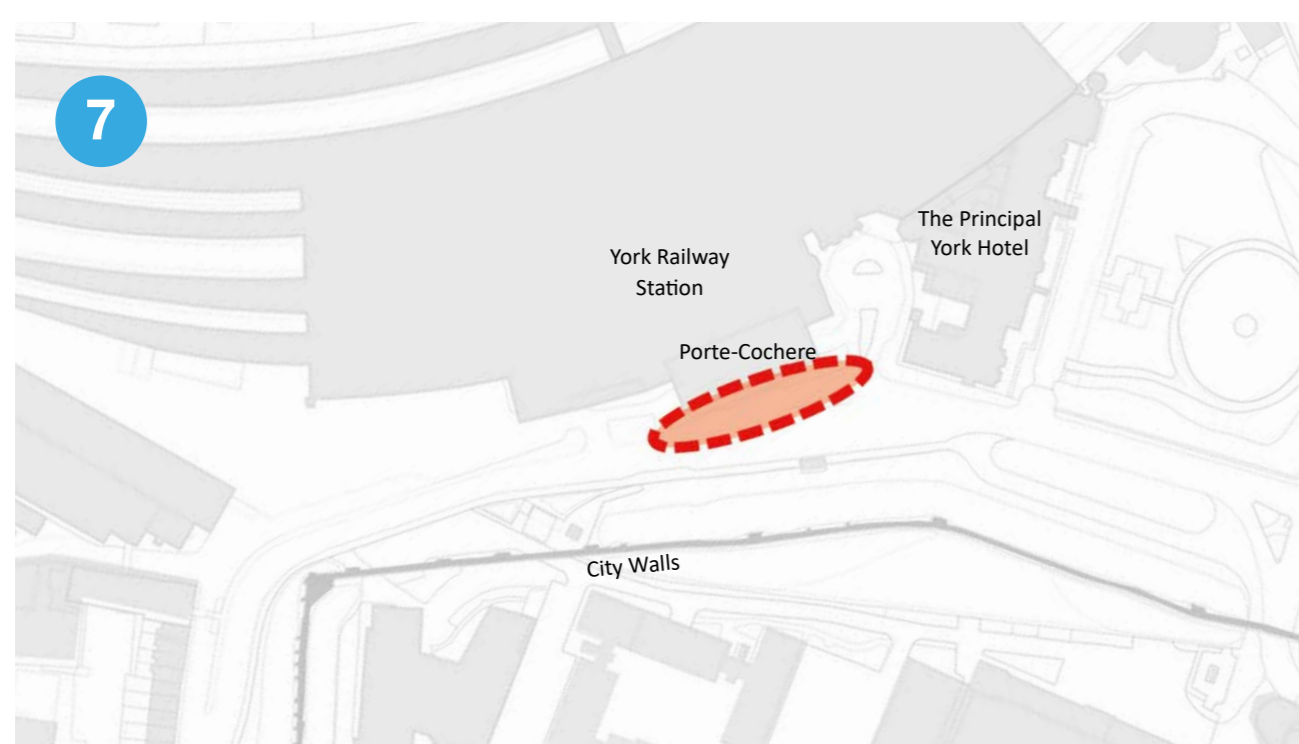 7
The Principal
York Hotel
York Railway
Station
Porte-Cochere
City Walls